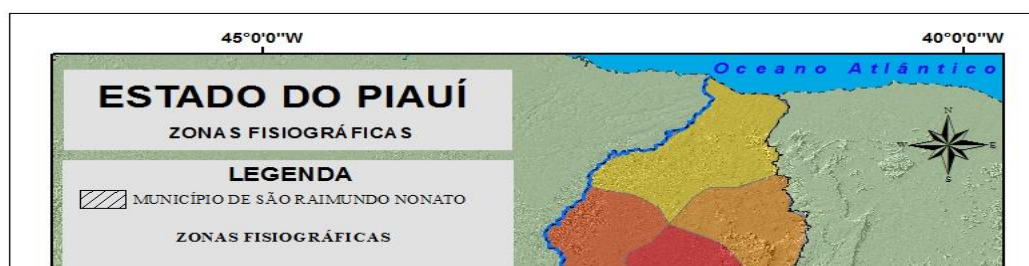 45°0'0"W
40°0'0"W
Oceano Atlântico
ESTADO DO PIAUÍ
ZONAS FISIOGRÁFICAS
LEGENDA
MUNICÍPIO DE SÃO RAIMUNDO NONATO
ZONAS FISIOGRÁFICAS
N
W
E
S